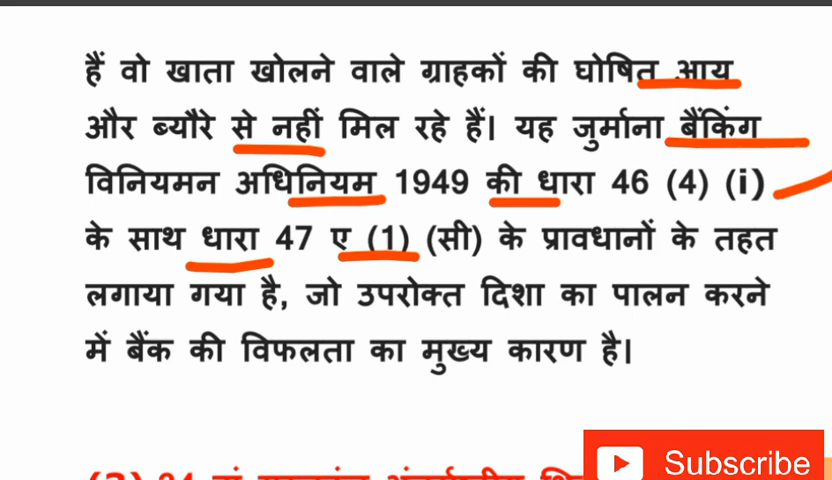 हैं वो खाता खोलने वाले ग्राहकों की घोषित आय
और ब्यौरे से नहीं मिल रहे हैं। यह जुर्माना बैंकिंग
विनियमन अधिनियम 1949 की धारा 46 (4) (i)
के साथ धारा 47 ए (1) (सी) के प्रावधानों के तहत
लगाया गया है, जो उपरोक्त दिशा का पालन करने
में बैंक की विफलता का मुख्य कारण है।
Subscribe